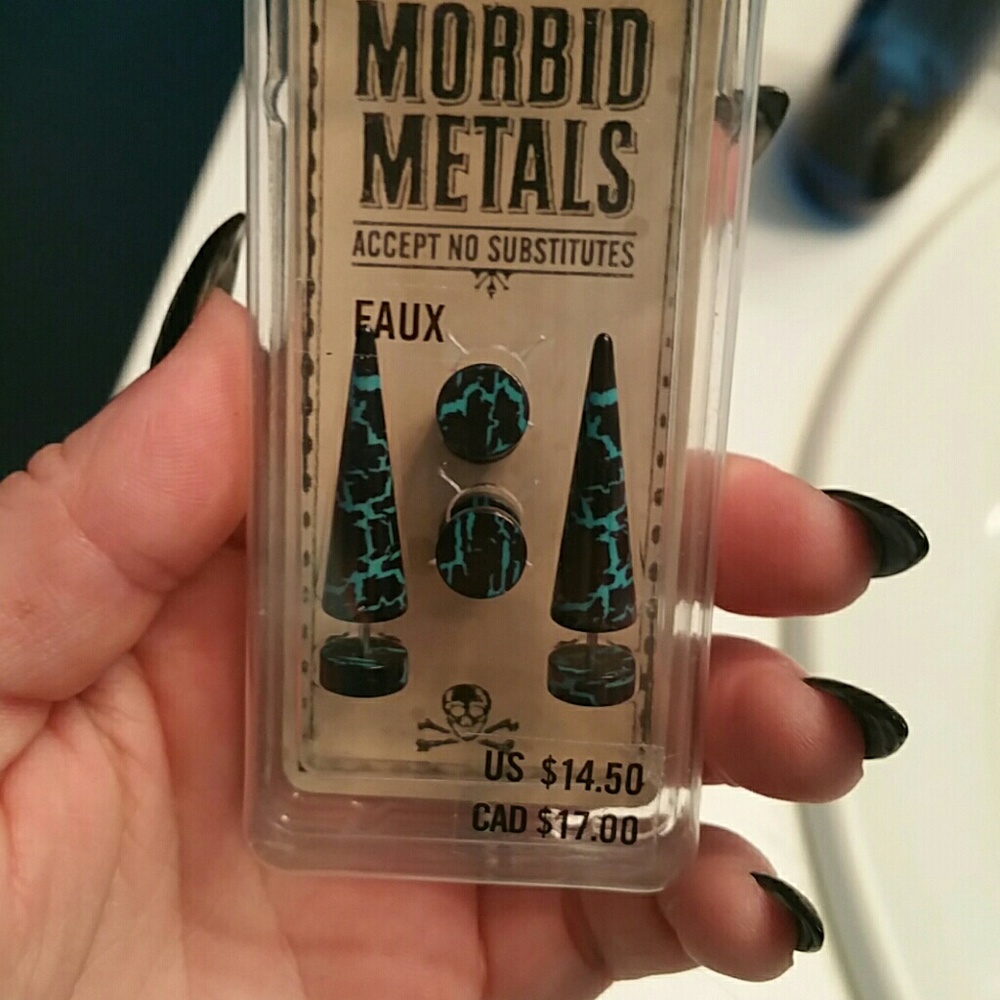 MORBID
METALS
ACCEPT NO SUBSTITUTES
FAUX
US $14.50
CAD $17.00